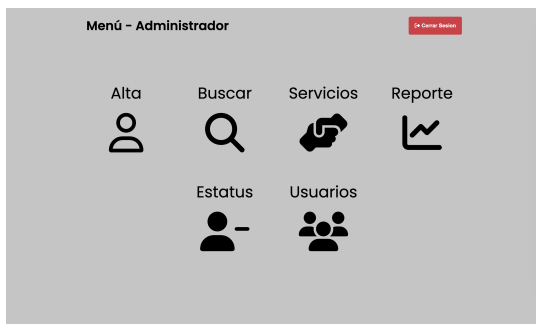 Menú - Administrador
Cerrar Sesion
Alta
Buscar
Servicios
Reporte
Estatus
Usuarios